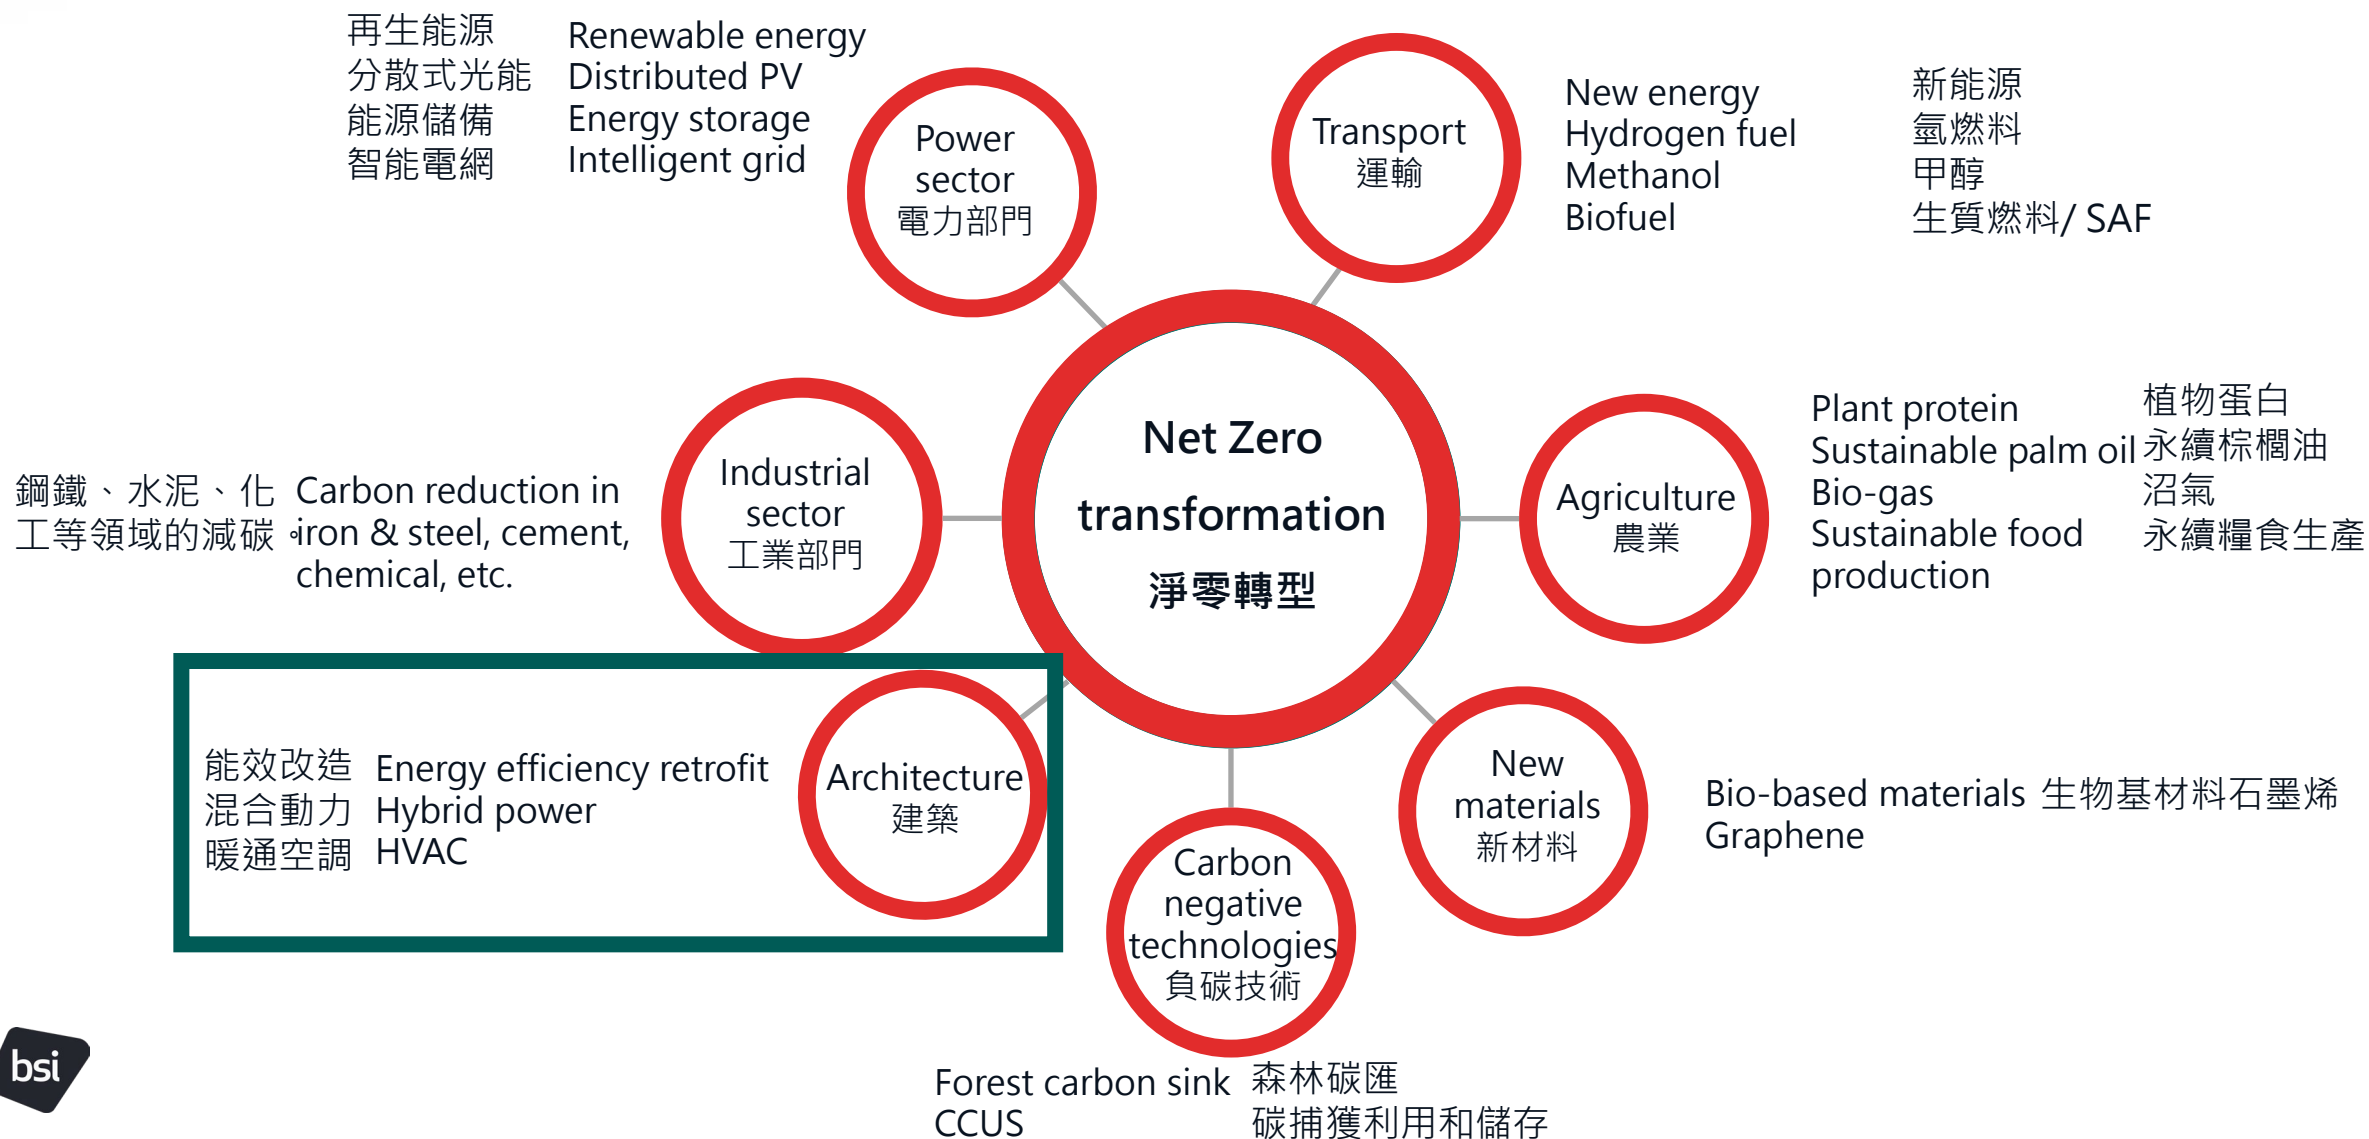 再生能源
分散式光能
能源儲備
智能電網
Renewable energy
Distributed PV
Energy storage
Intelligent grid
Power
sector
電力部門
Transport
運輸
New energy
Hydrogen fuel
Methanol
Biofuel
新能源
氫燃料
甲醇
生質燃料/ SAF
Net Zero
transformation
淨零轉型
鋼鐵、水泥、化
工等領域的減碳。
Carbon reduction in
iron & steel, cement,
chemical, etc.
Industrial
sector
工業部門
Agriculture
農業
Plant protein
Sustainable palm oil
Bio-gas
Sustainable food
production
植物蛋白
永續棕櫚油
沼氣
永續糧食生產
能效改造
混合動力
暖通空調
Energy efficiency retrofit
Hybrid power
HVAC
Architecture
建築
New
materials
新材料
Bio-based materials
Graphene
生物基材料石墨烯
Carbon
negative
technologies
負碳技術
Forest carbon sink
CCUS
森林碳匯
碳捕獲利用和儲存
bsi